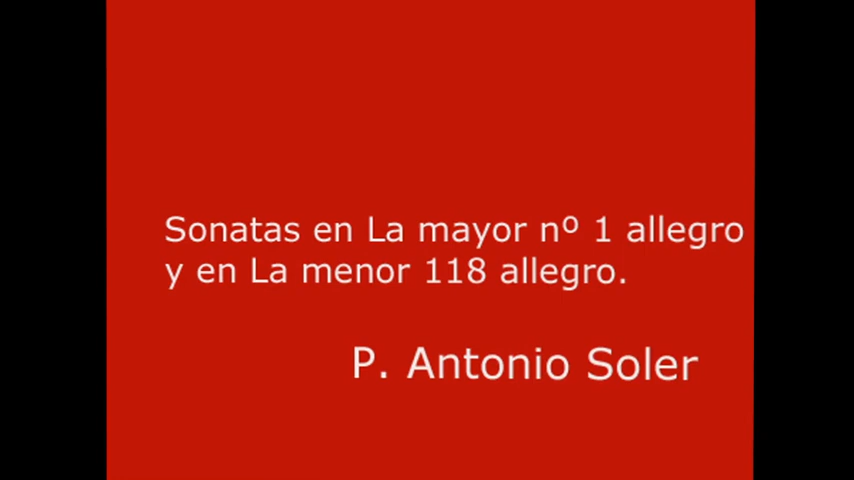 Sonatas en La mayor nº 1 allegro
y en La menor 118 allegro.
P. Antonio Soler